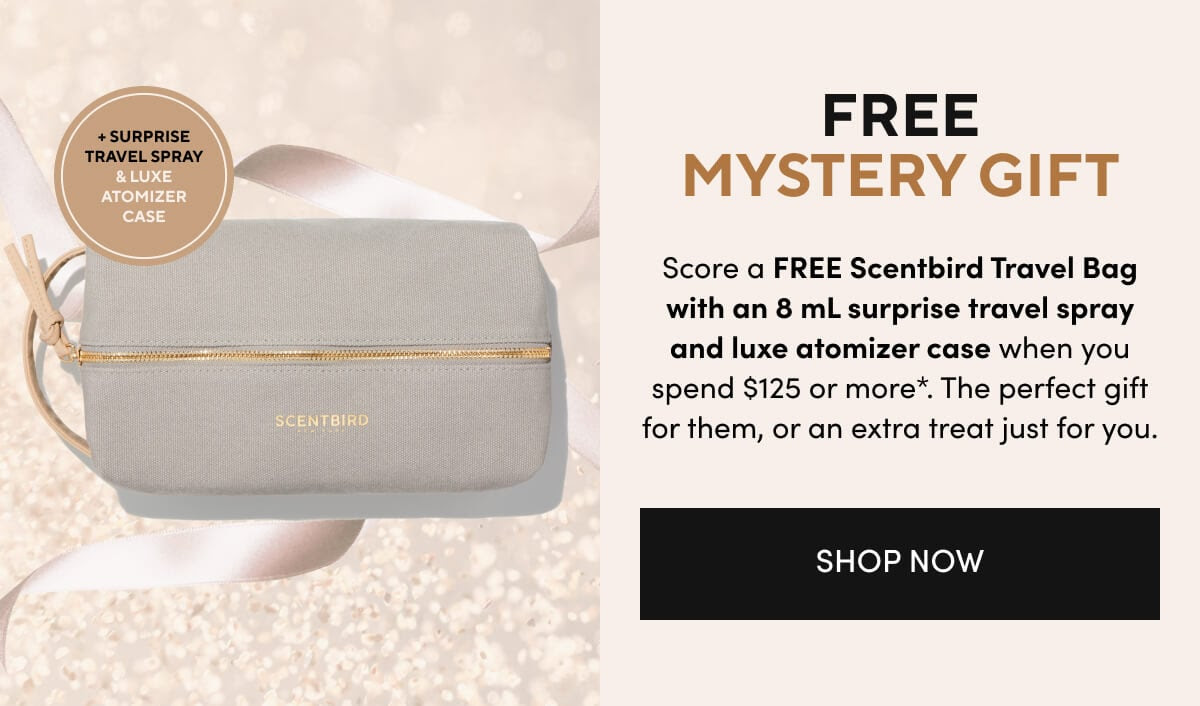 + SURPRISE
TRAVEL SPRAY
& LUXE
ATOMIZER
CASE
SCENTBIRD
FREE
MYSTERY GIFT
Score a FREE Scentbird Travel Bag
with an 8 mL surprise travel spray
and luxe atomizer case when you
spend $125 or more*. The perfect gift
for them, or an extra treat just for you.
SHOP NOW